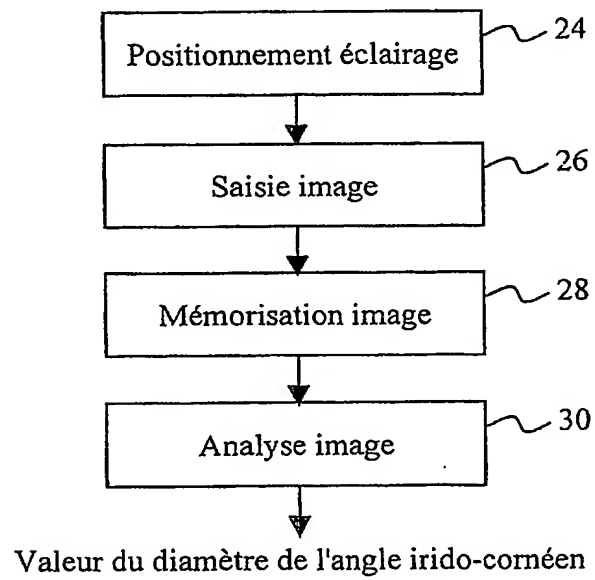 Positionnement éclairage
24
Saisie image
26
Mémorisation image
28
Analyse image
30
Valeur du diamètre de l'angle irido-cornéen